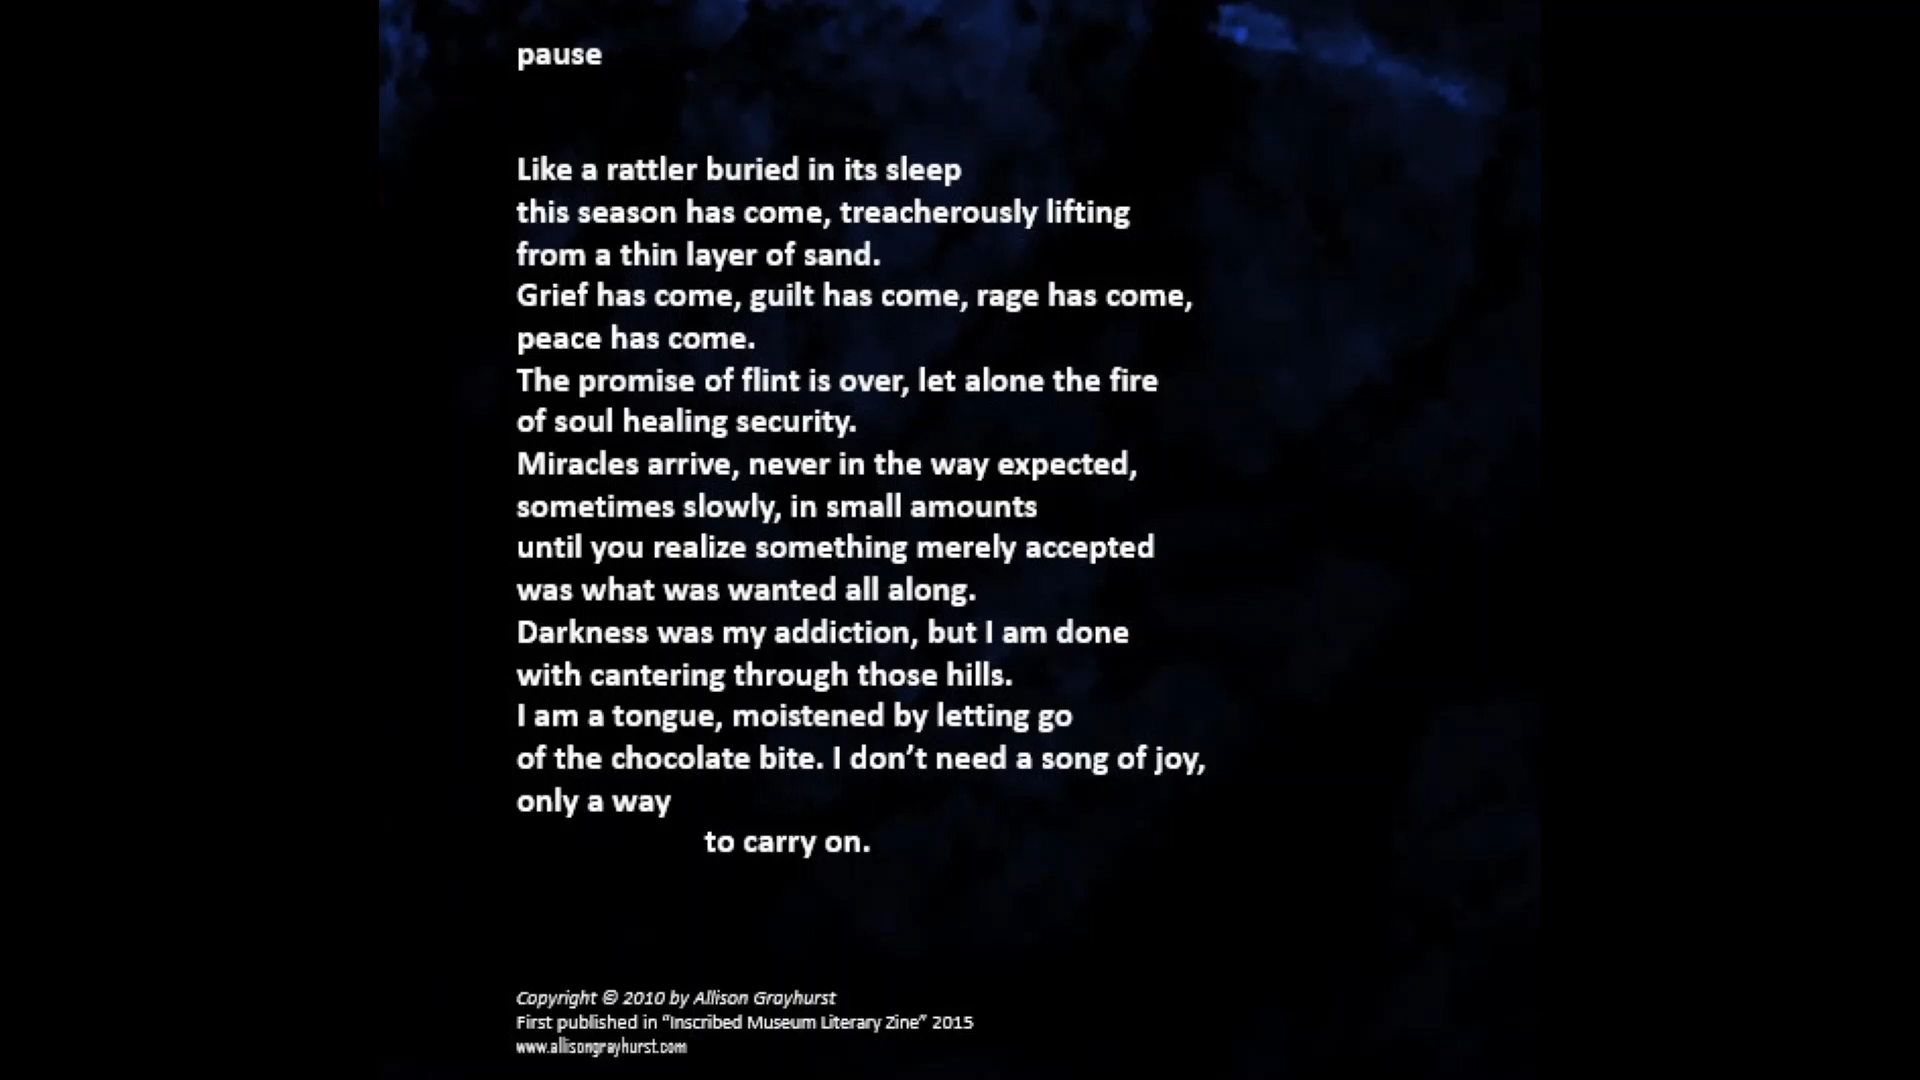 pause
Like a rattler buried in its sleep
this season has come, treacherously lifting
from a thin layer of sand.
Grief has come, guilt has come, rage has come,
peace has come.
The promise of flint is over, let alone the fire
of soul healing security.
Miracles arrive, never in the way expected,
sometimes slowly, in small amounts
until you realize something merely accepted
was what was wanted all along.
Darkness was my addiction, but I am done
with cantering through those hills.
I am a tongue, moistened by letting go
of the chocolate bite. I don’t need a song of joy,
only a way
to carry on.
Copyright © 2010 by Allison Grayhurst
First published in “Inscribed Museum Literary Zine” 2015
www.allisongrayhurst.com